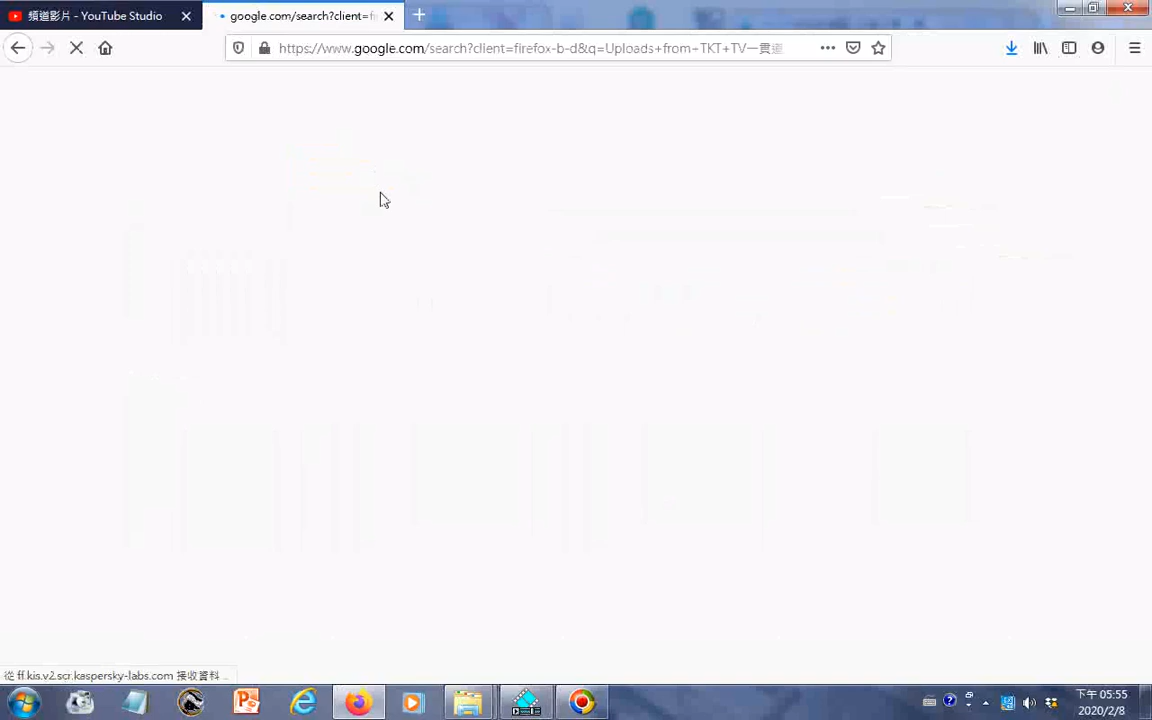 頻道影片 - YouTube Studio
google.com/search?client=fi
https://www.google.com/search?client=firefox-b-d&q=Uploads+from+TKT+TV一貫道
從 ff.kis.v2.scr.kaspersky-labs.com 接收資料...
下午 05:55
2020/2/8